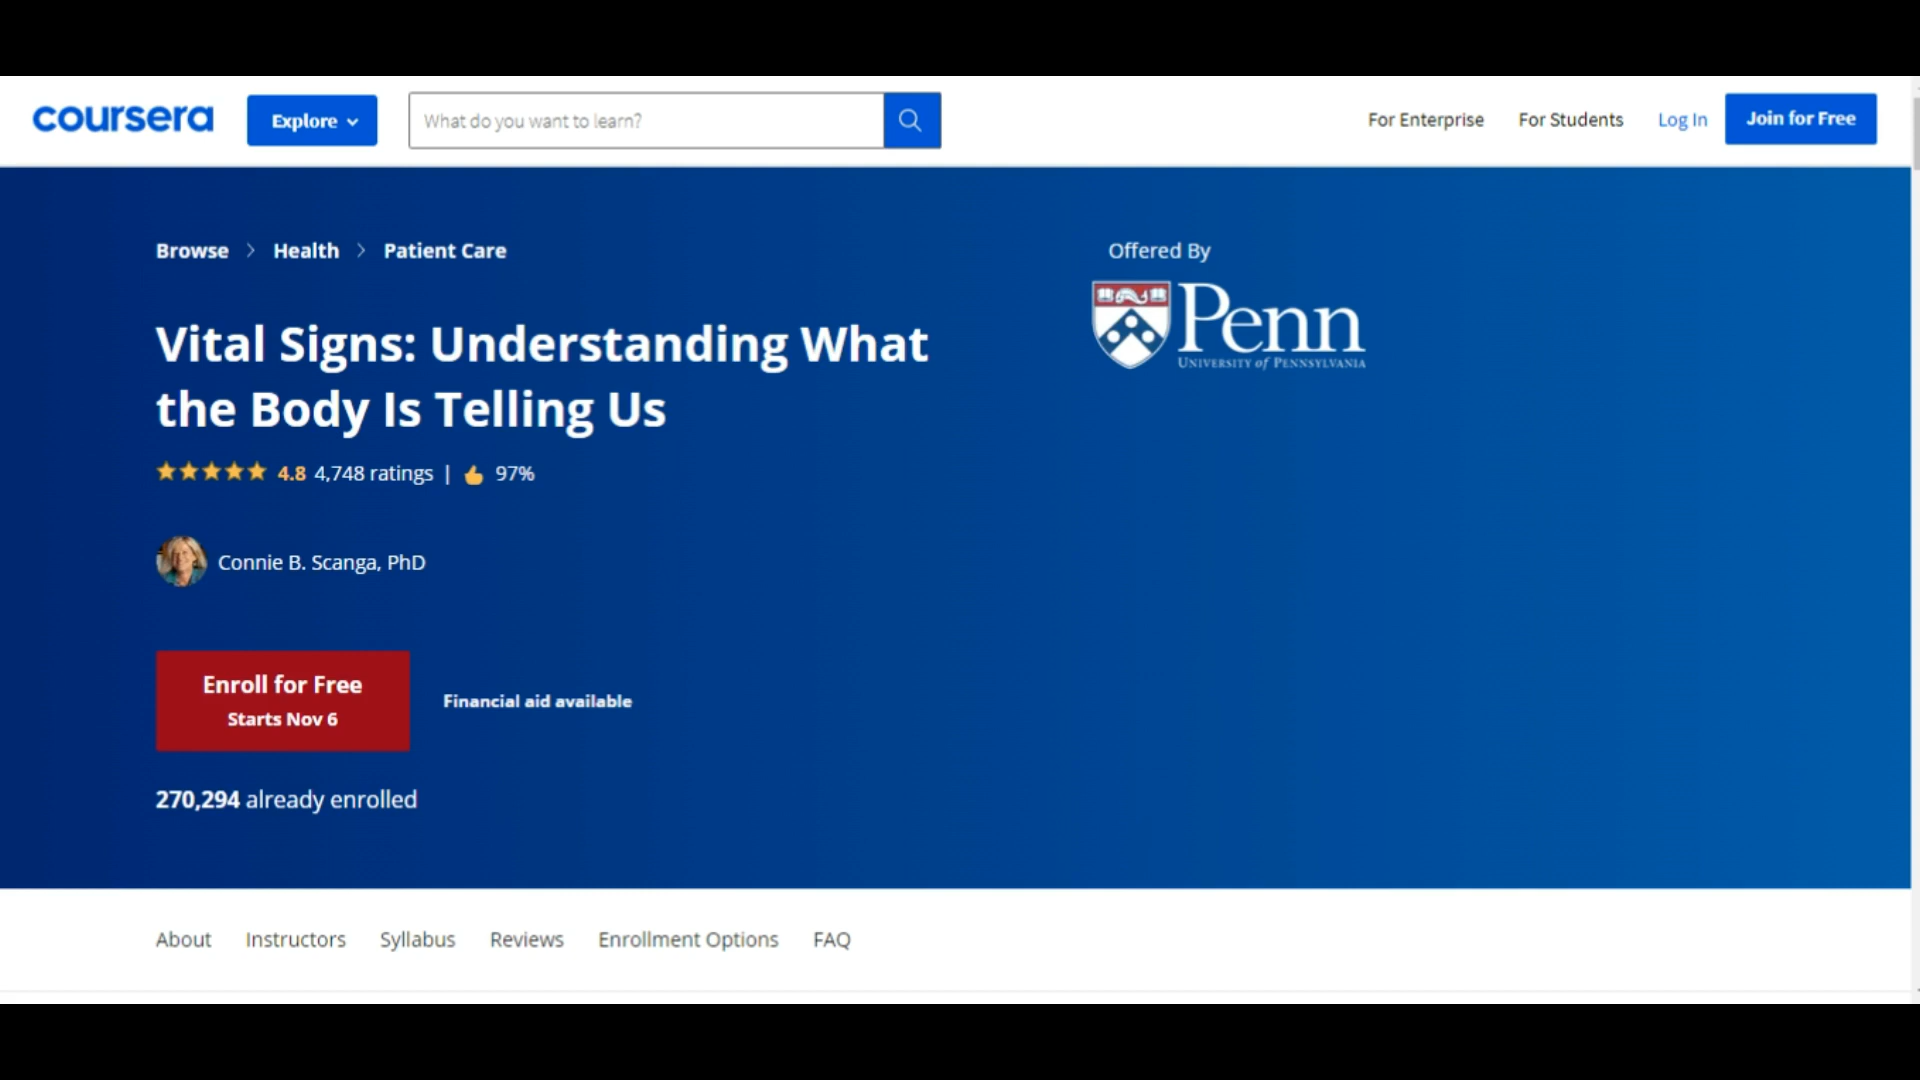 coursera
Explore
What do you want to learn?
For Enterprise
For Students
Log In
Join for Free
Browse
Health
Patient Care
Offered By
Penn
UNIVERSITY of PENNSYLVANIA
Vital Signs: Understanding What
the Body Is Telling Us
4.8 4,748 ratings | 97%
Connie B. Scanga, PhD
Enroll for Free
Starts Nov 6
Financial aid available
270,294 already enrolled
About
Instructors
Syllabus
Reviews
Enrollment Options
FAQ